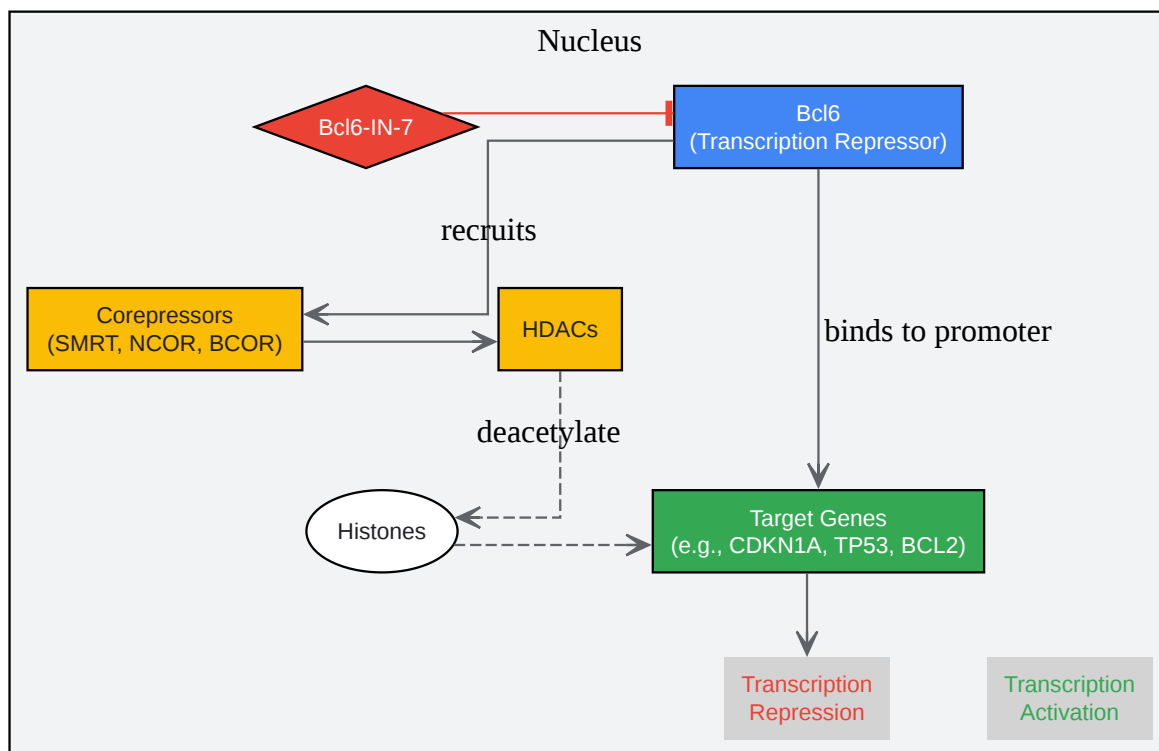 Nucleus
Bcl6-IN-7
Bcl6
(Transcription Repressor)
recruits
Corepressors
(SMRT, NCOR, BCOR)
HDACs
binds to promoter
deacetylate
Histones
Target Genes
(e.g., CDKN1A, TP53, BCL2)
Transcription
Repression
Transcription
Activation